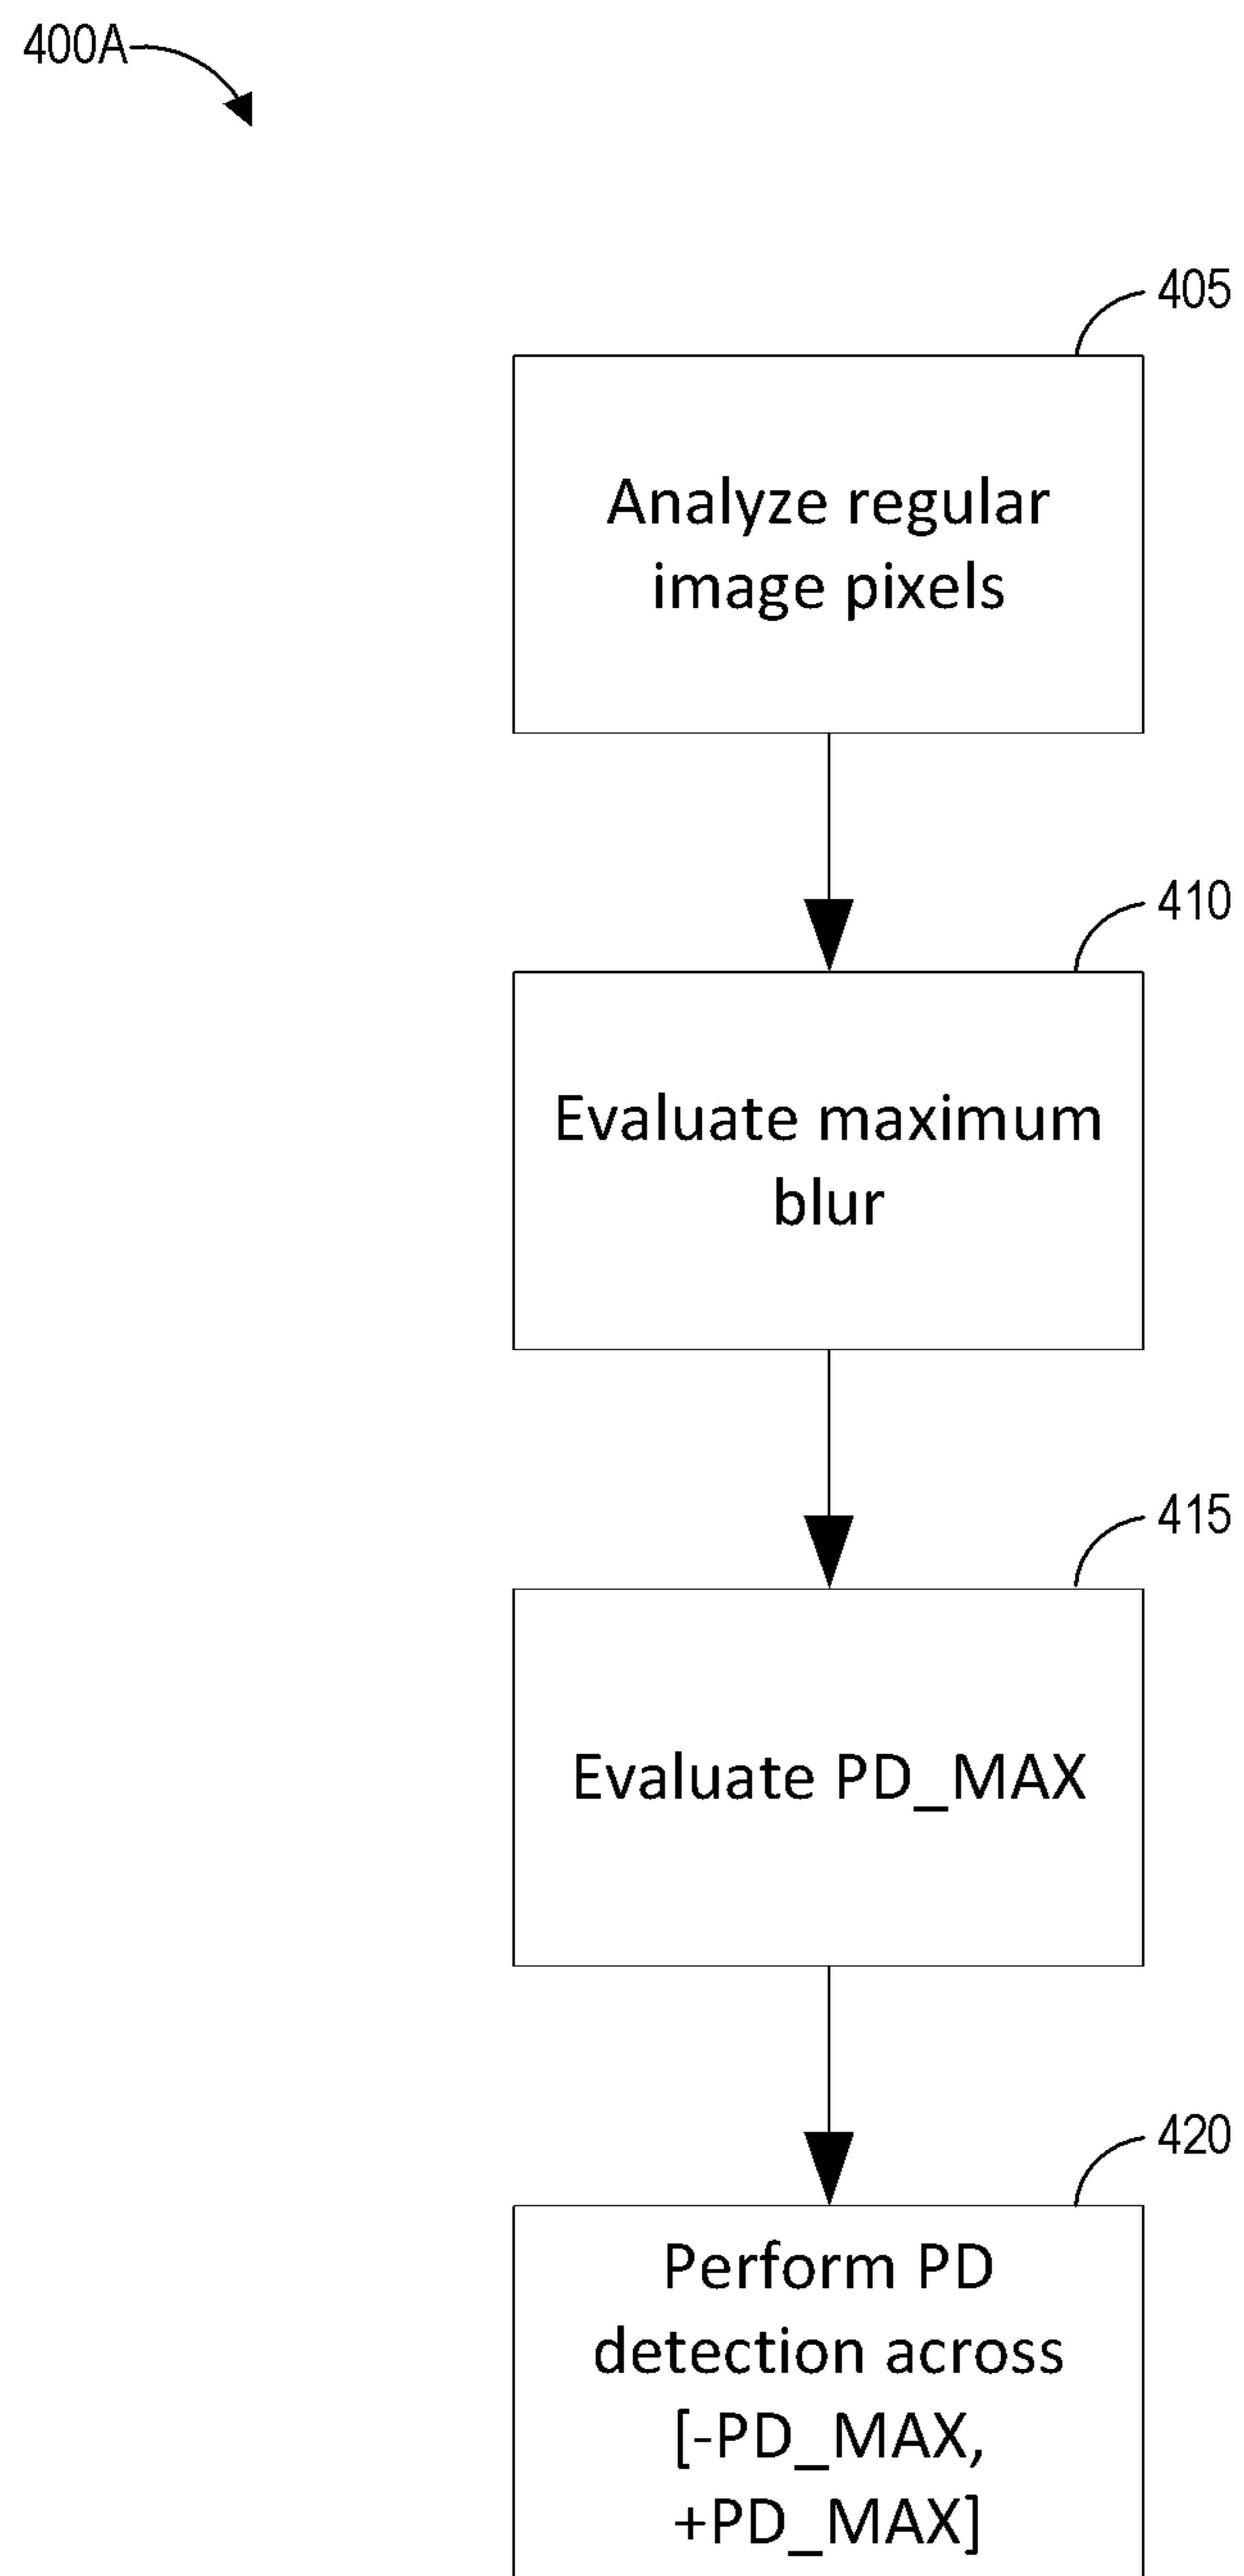 400A
405
Analyze regular
image pixels
410
Evaluate maximum
blur
415
Evaluate PD_MAX
420
Perform PD
detection across
[-PD_MAX,
+PD_MAX]